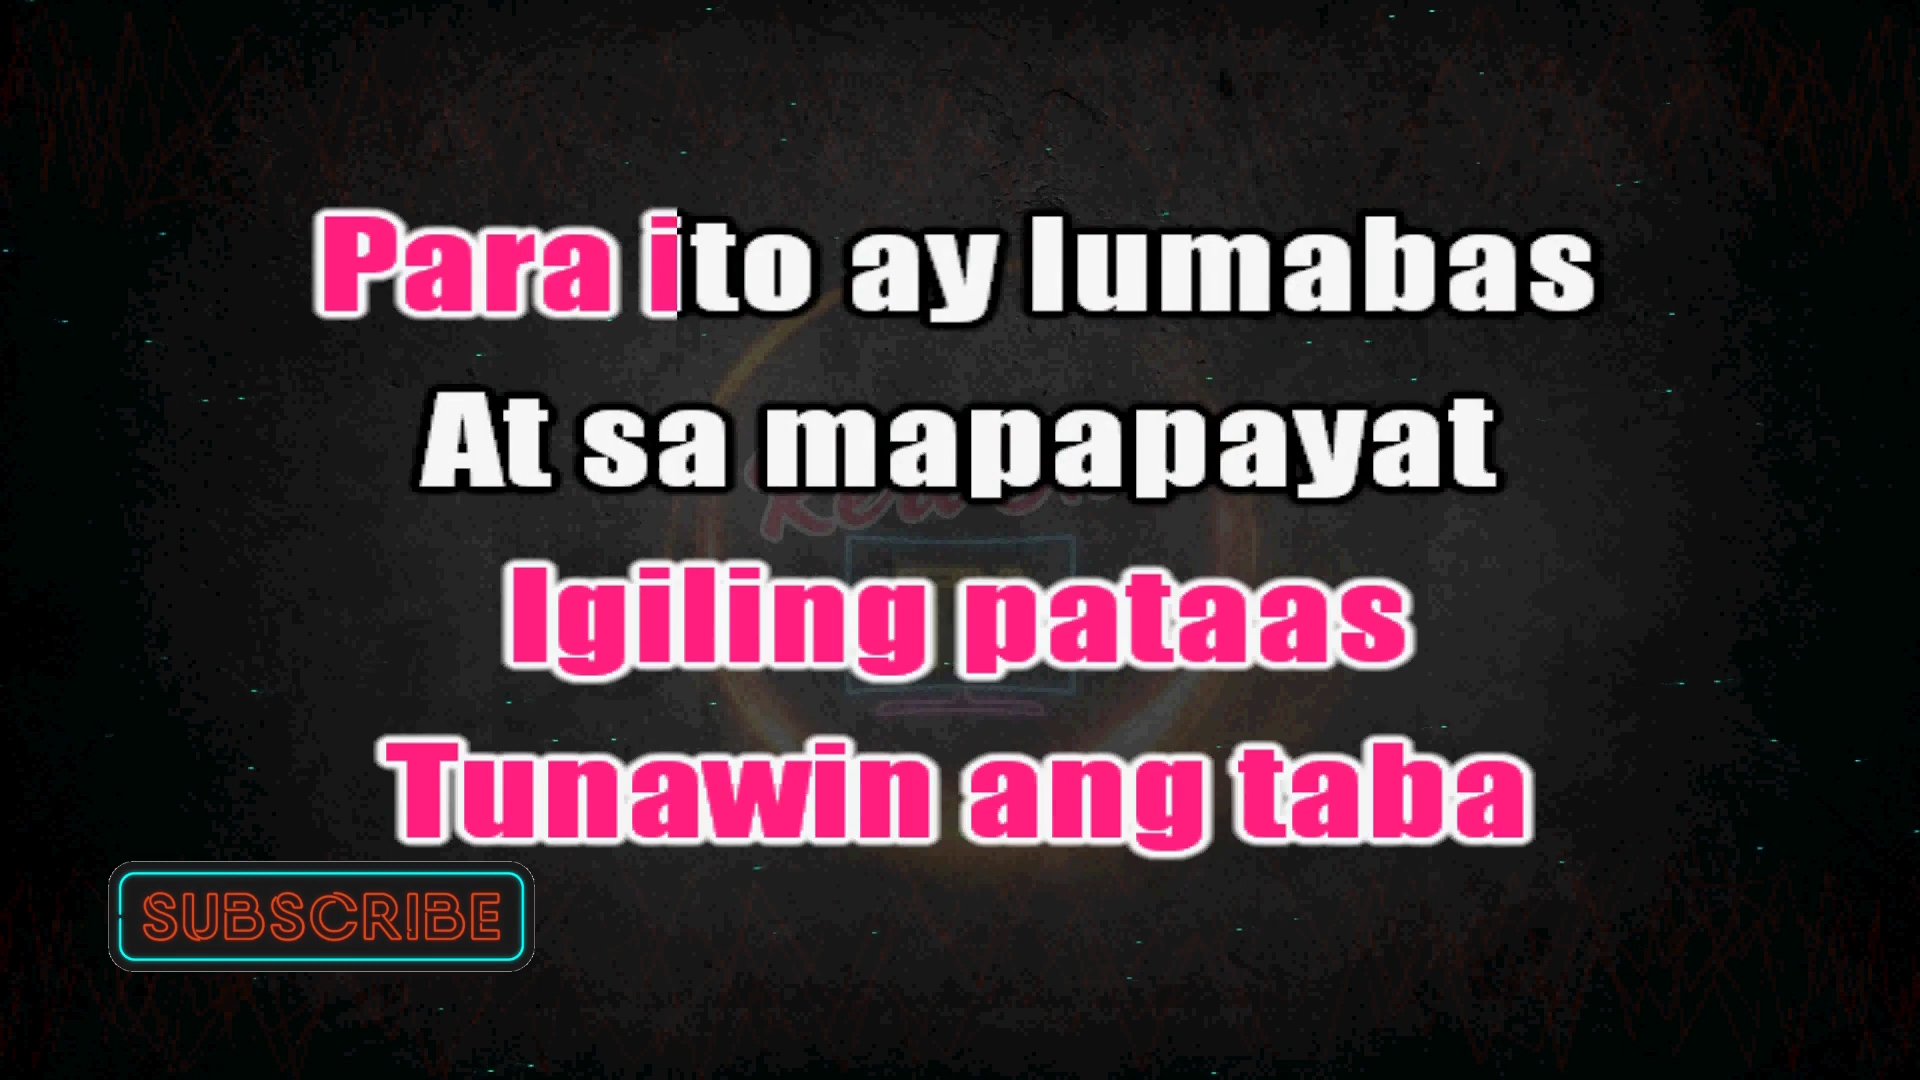 Para ito ay lumabas
At sa mapapayat
Igiling pataas
Tunawin ang taba
SUBSCRIBE